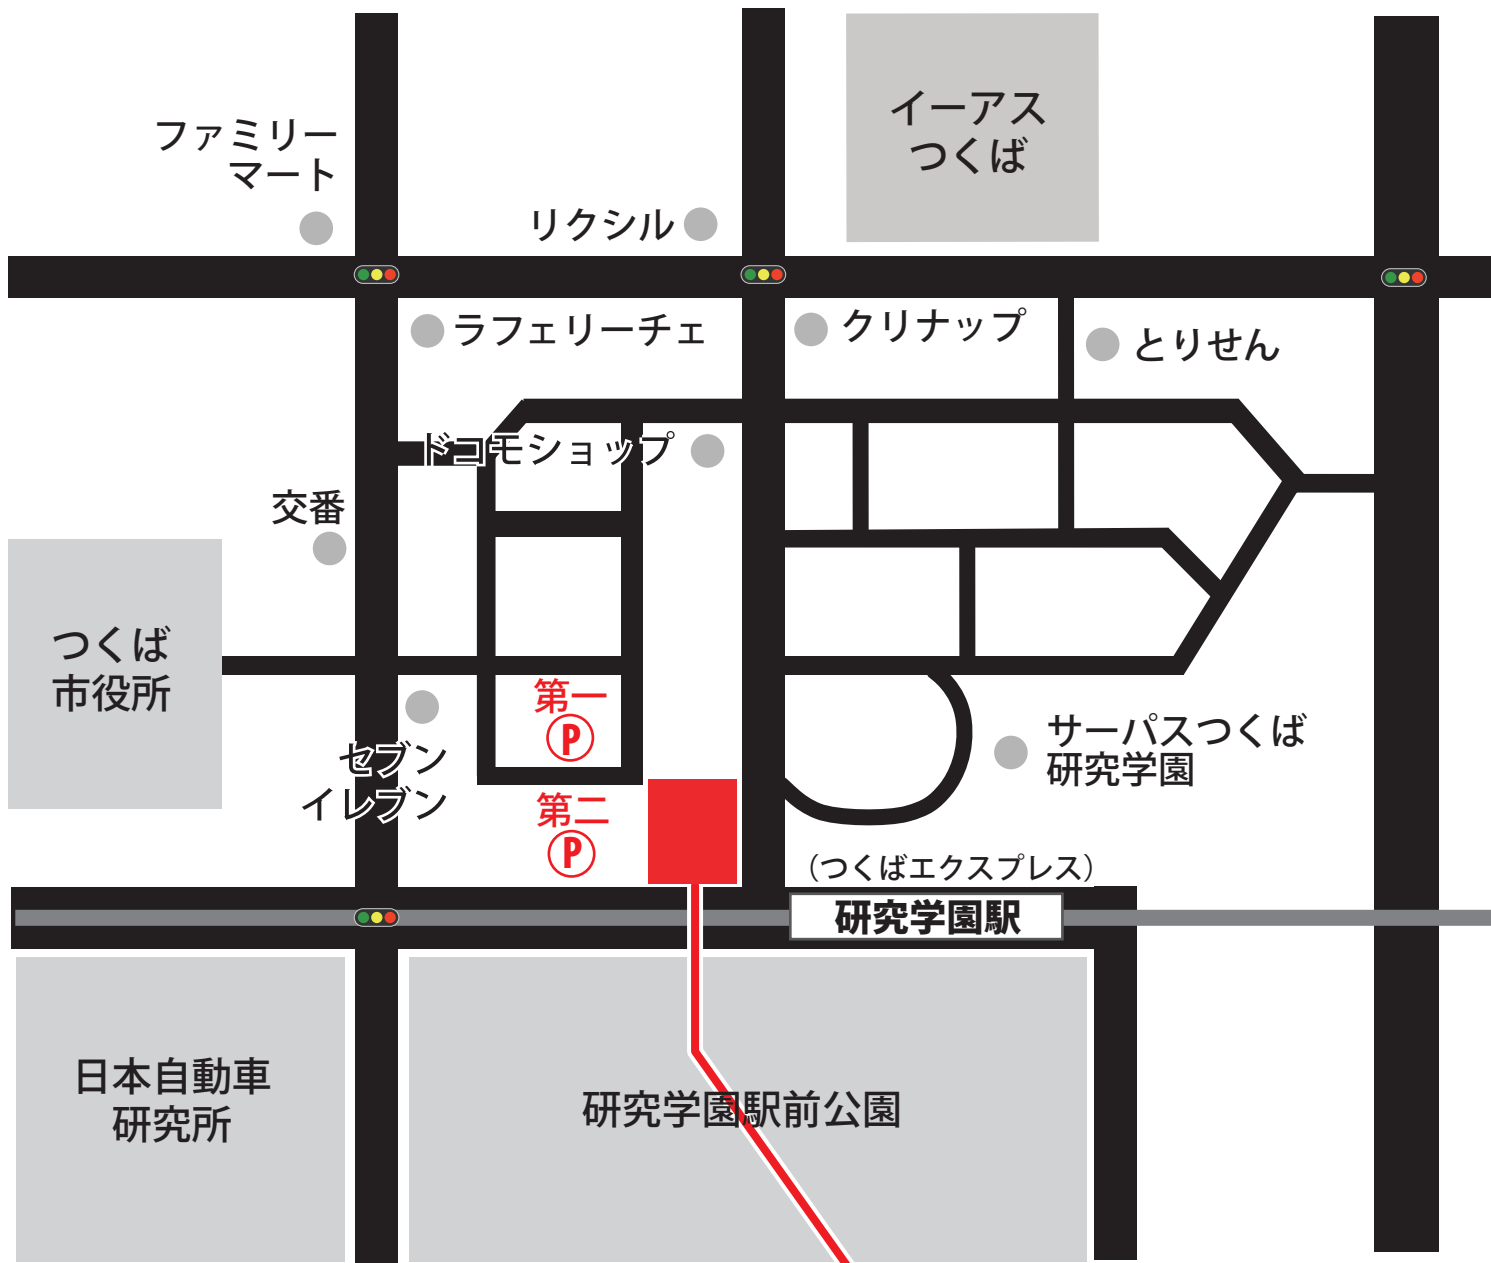 イーアス
つくば
ファミリー
マート
リクシル
ラフェリーチェ
クリナップ
とりせん
ドコモショップ
交番
つくば
市役所
第一
P
セブン
イレブン
サーパスつくば
研究学園
第二
P
（つくばエクスプレス）
研究学園駅
日本自動車
研究所
研究学園駅前公園